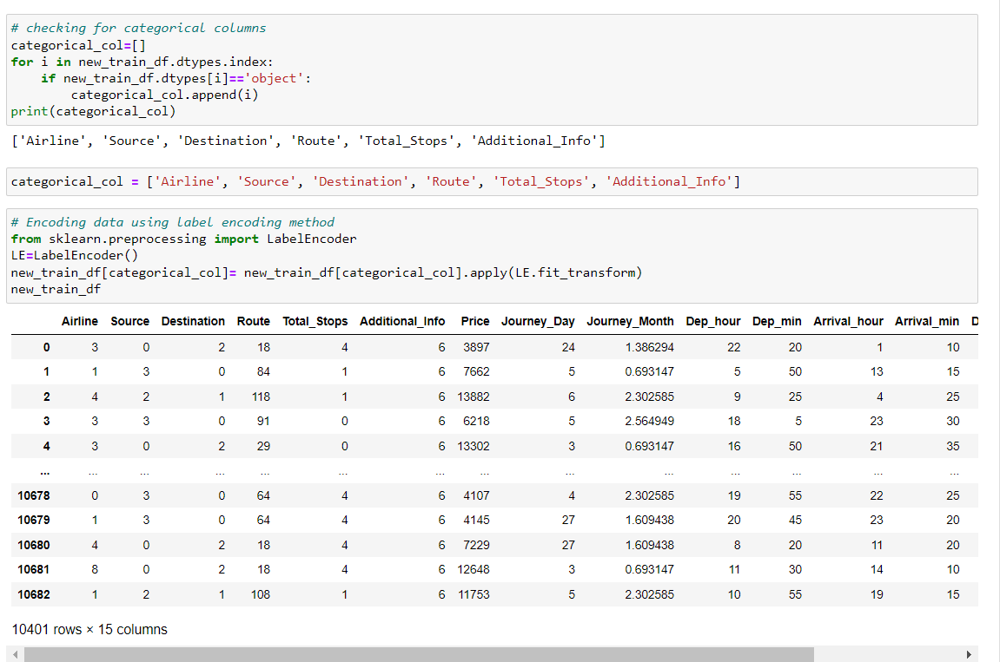 # checking for categorical columns
categorical_col=[]
for i in new_train_df.dtypes.index:
    if new_train_df.dtypes[i]=='object':
        categorical_col.append(i)
print(categorical_col)
['Airline', 'Source', 'Destination', 'Route', 'Total_Stops', 'Additional_Info']
categorical_col = ['Airline', 'Source', 'Destination', 'Route', 'Total_Stops', 'Additional_Info']
# Encoding data using label encoding method
from sklearn.preprocessing import LabelEncoder
LE=LabelEncoder()
new_train_df[categorical_col]= new_train_df[categorical_col].apply(LE.fit_transform)
new_train_df
Airline Source Destination Route Total_Stops Additional_Info Price Journey_Day Journey_Month Dep_hour Dep_min Arrival_hour Arrival_min
0 3 0 2 18 4 6 3897 24 1.386294 22 20 1 10
1 1 3 0 84 1 6 7662 5 0.693147 5 50 13 15
2 4 2 1 118 1 6 13882 6 2.302585 9 25 4 25
3 3 3 0 91 0 6 6218 5 2.564949 18 5 23 30
4 3 0 2 29 0 6 13302 3 0.693147 16 50 21 35
... ... ... ... ... ... ... ... ... ... ... ... ... ...
10678 0 3 0 64 4 6 4107 4 2.302585 19 55 22 25
10679 1 3 0 64 4 6 4145 27 1.609438 20 45 23 20
10680 4 0 2 18 4 6 7229 27 1.609438 8 20 11 20
10681 8 0 2 18 4 6 12648 3 0.693147 11 30 14 10
10682 1 2 1 108 1 6 11753 5 2.302585 10 55 19 15
10401 rows × 15 columns